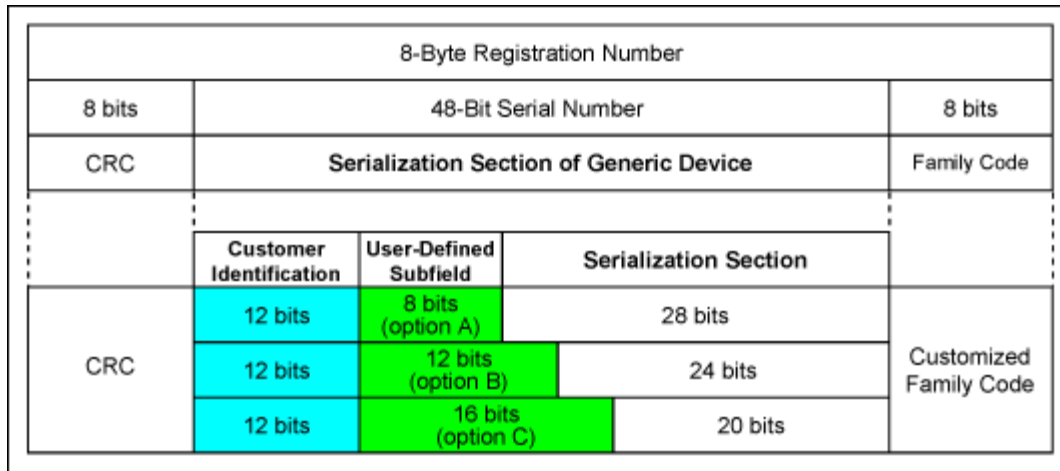 8-Byte Registration Number
8 bits 48-Bit Serial Number 8 bits
CRC Serialization Section of Generic Device Family Code
Customer Identification User-Defined Subfield Serialization Section
12 bits 8 bits (option A) 28 bits
CRC 12 bits 12 bits (option B) 24 bits Customized Family Code
12 bits 16 bits (option C) 20 bits